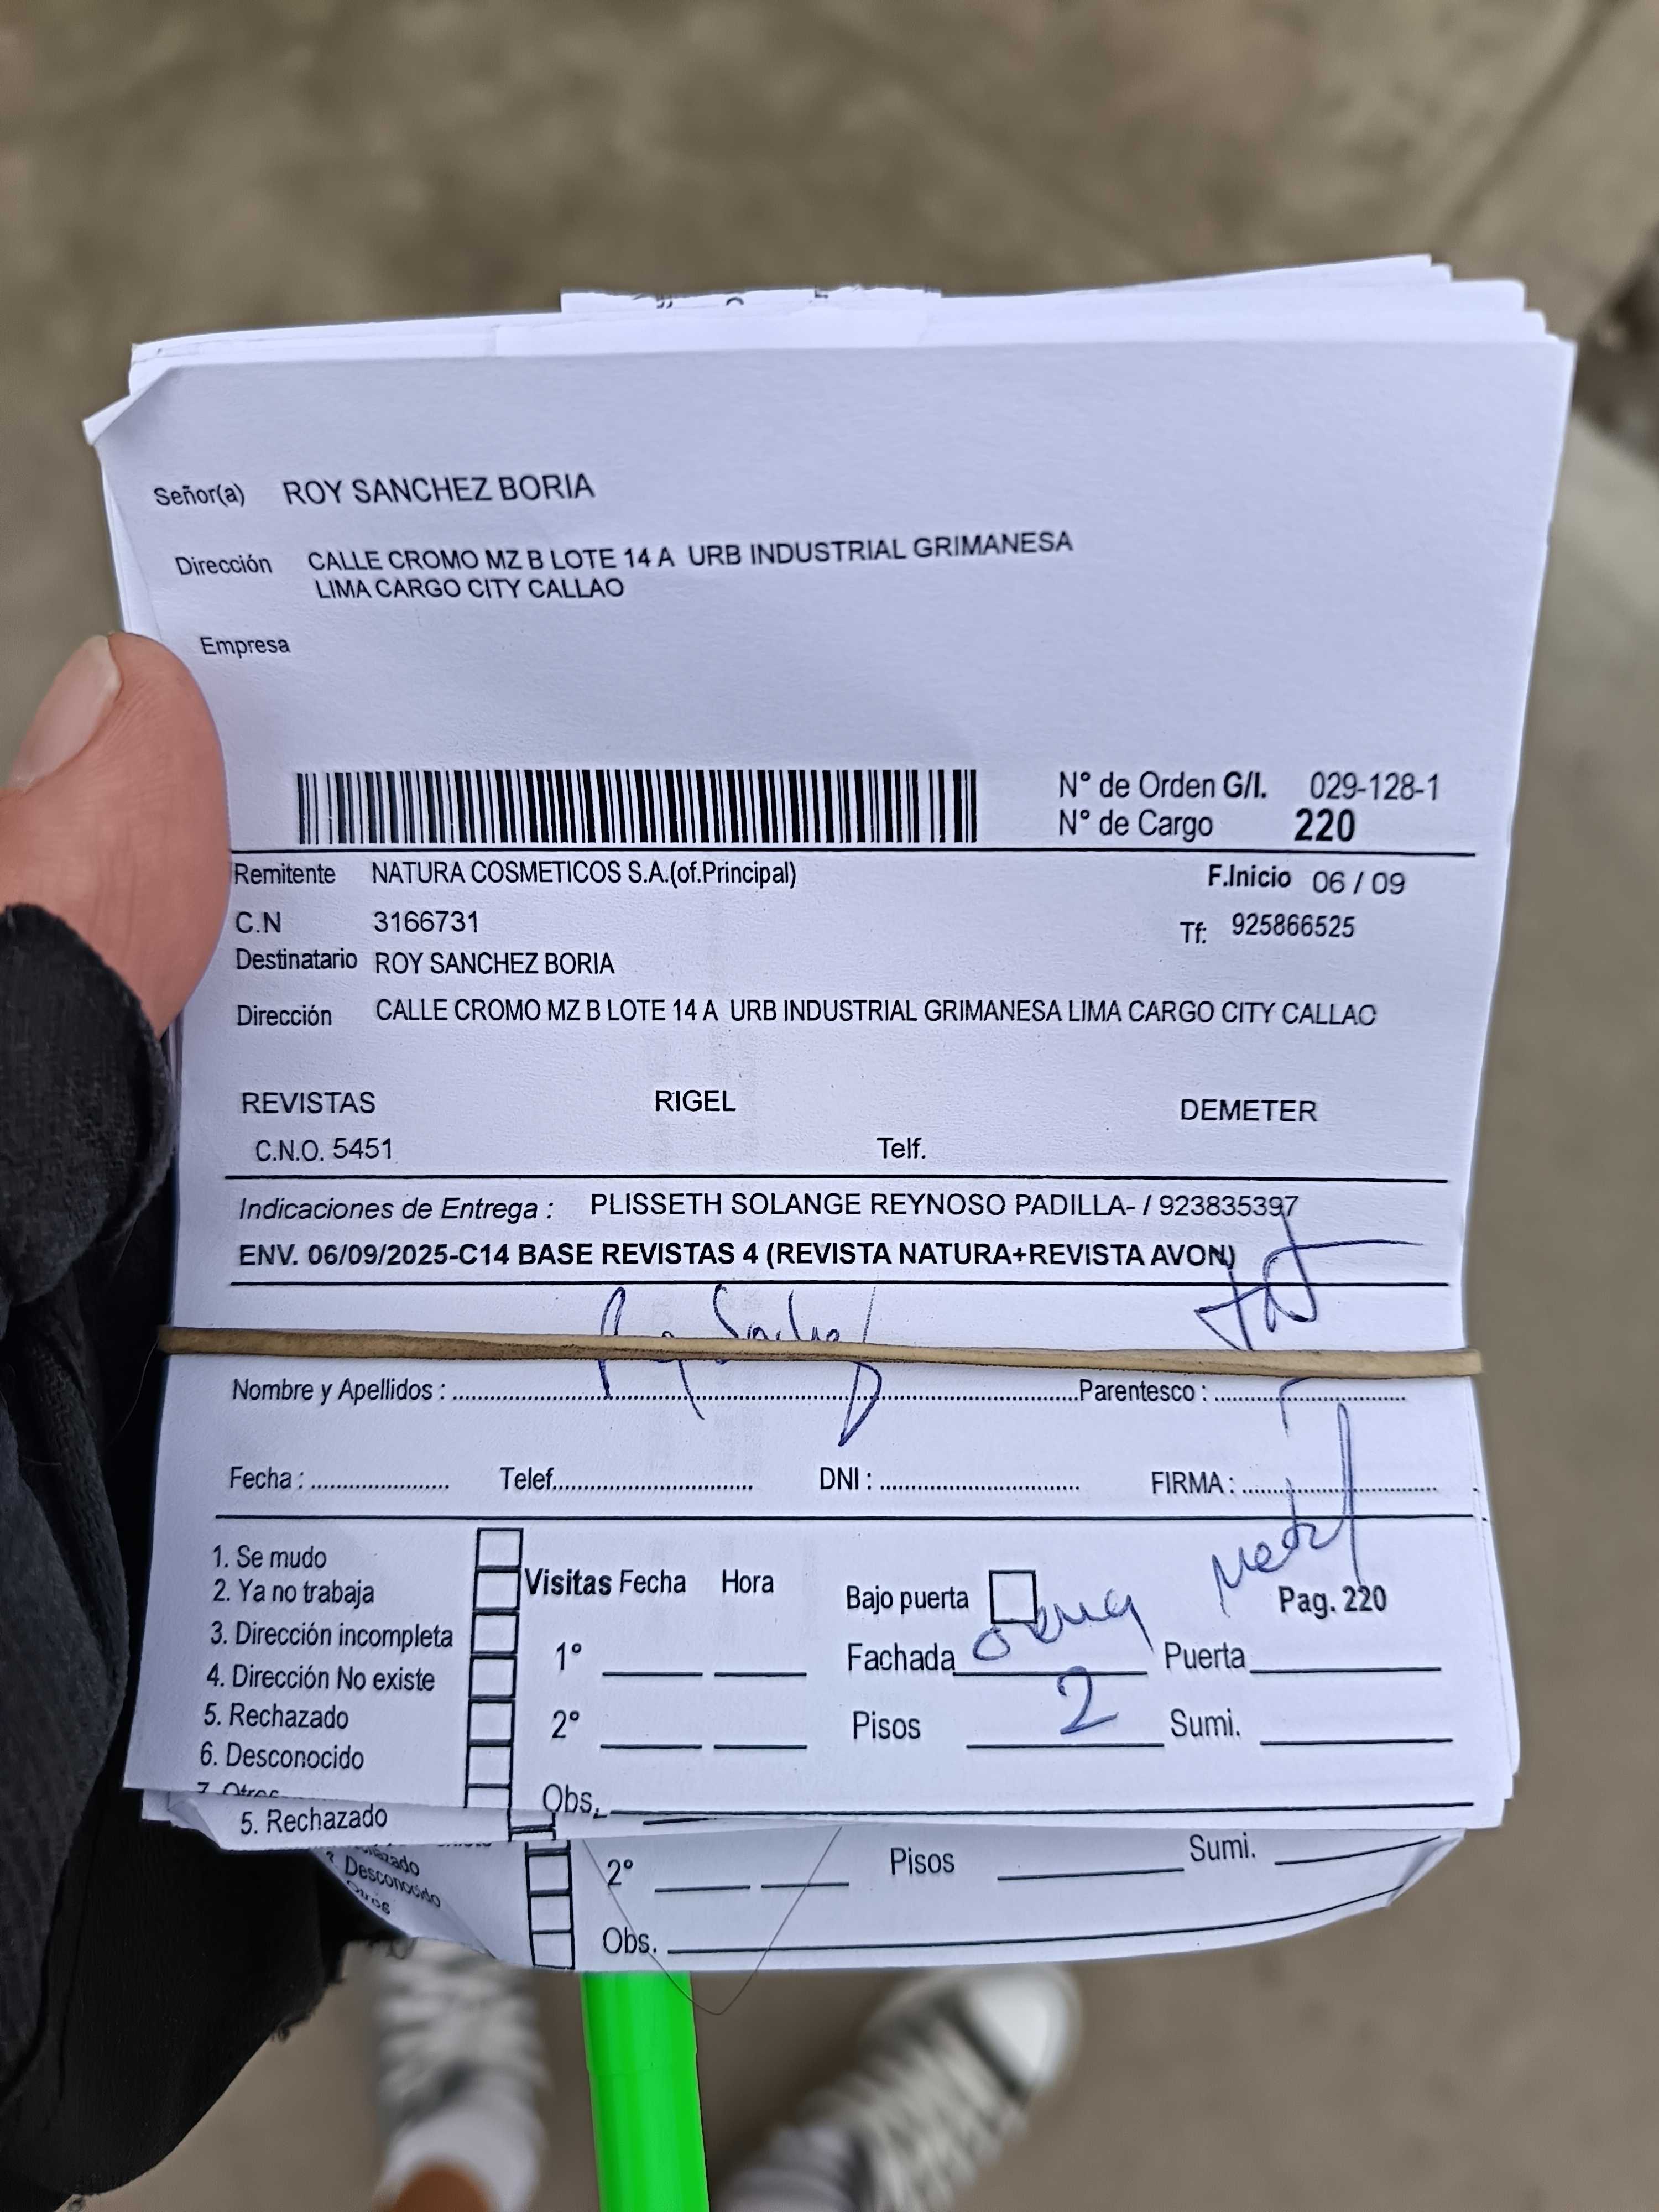 Señor(a) ROY SANCHEZ BORIA
Dirección CALLE CROMO MZ B LOTE 14 A URB INDUSTRIAL GRIMANESA
LIMA CARGO CITY CALLAO
Empresa
N° de Orden G/I. 029-128-1
N° de Cargo 220
Remitente NATURA COSMETICOS S.A.(of.Principal) F.Inicio 06 / 09
C.N 3166731 Tf: 925866525
Destinatario ROY SANCHEZ BORIA
Dirección CALLE CROMO MZ B LOTE 14 A URB INDUSTRIAL GRIMANESA LIMA CARGO CITY CALLAO
REVISTAS RIGEL DEMETER
C.N.O. 5451 Telf.
Indicaciones de Entrega : PLISSETH SOLANGE REYNOSO PADILLA- / 923835397
ENV. 06/09/2025-C14 BASE REVISTAS 4 (REVISTA NATURA+REVISTA AVON)
Nombre y Apellidos : Parentesco :
Fecha : Telef. DNI : FIRMA :
1. Se mudo
2. Ya no trabaja
3. Dirección incompleta
4. Dirección No existe
5. Rechazado
6. Desconocido
7. Otros
Visitas Fecha Hora
1°
2°
Obs.
Bajo puerta Pag. 220
Fachada Puerta
Pisos 2 Sumi.
5. Rechazado
Desconocido
Otros
2° Pisos Sumi.
Obs.